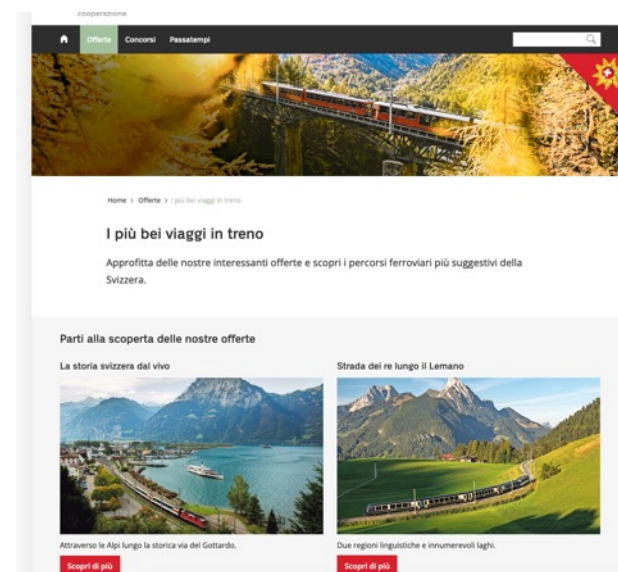 cooperazione
Offerte Concorsi Passatempi
Home > Offerte > I più bei viaggi in treno
I più bei viaggi in treno
Approfitta delle nostre interessanti offerte e scopri i percorsi ferroviari più suggestivi della
Svizzera.
Parti alla scoperta delle nostre offerte
La storia svizzera dal vivo
Strada dei re lungo il Lemano
Attraverso le Alpi lungo la storica via del Gottardo.
Due regioni linguistiche e innumerevoli laghi.
Scopri di più
Scopri di più